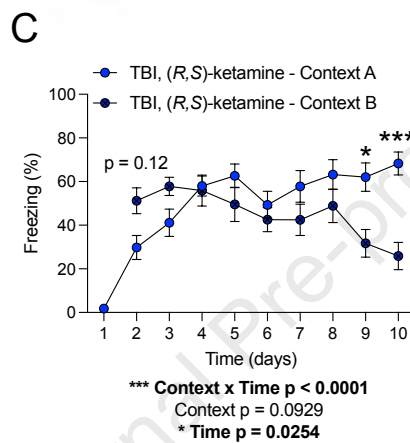 C
TBI, (R,S)-ketamine - Context A
TBI, (R,S)-ketamine - Context B
100
80
60
40
20
0
Freezing (%)
p = 0.12
*
***
1 2 3 4 5 6 7 8 9 10
Time (days)
*** Context x Time p < 0.0001
Context p = 0.0929
* Time p = 0.0254